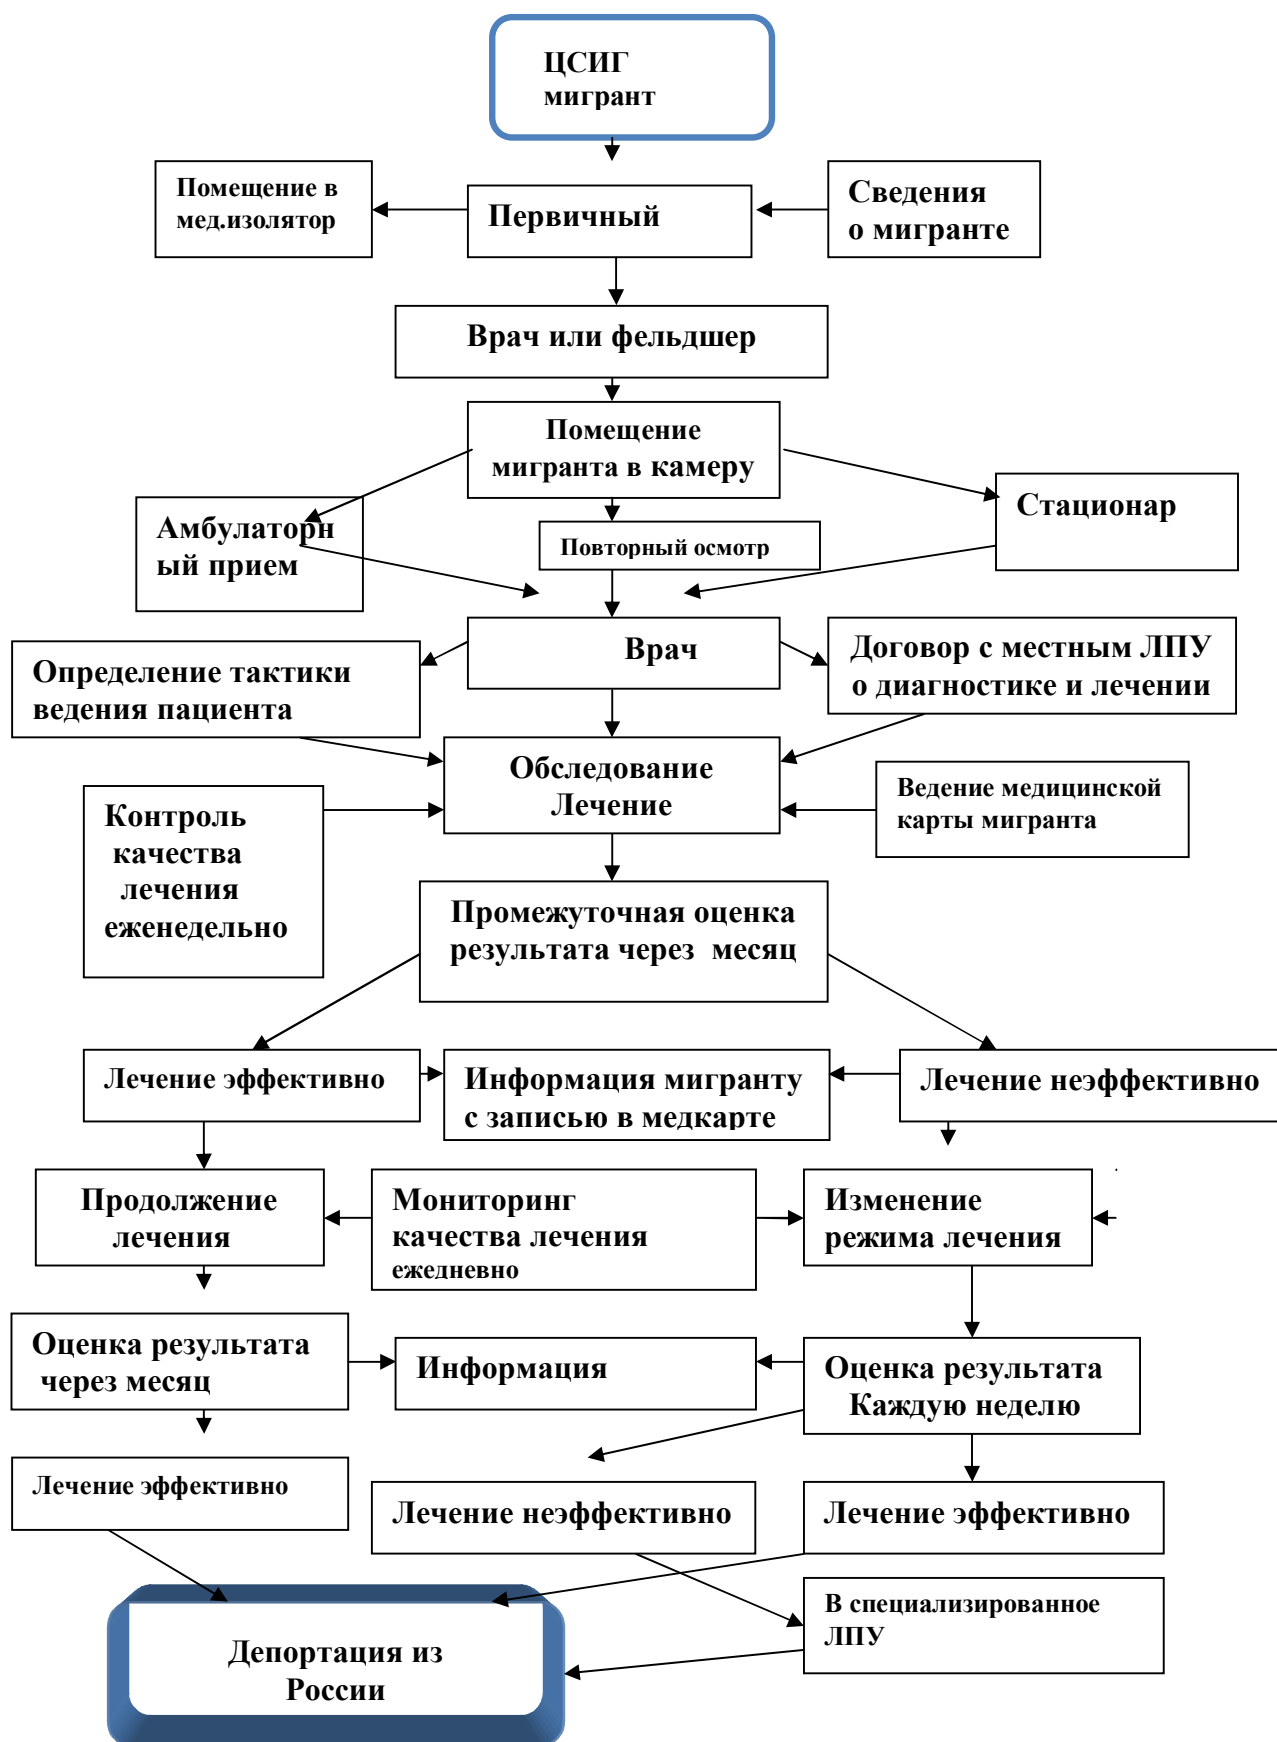 ЦСИГ
мигрант
Помещение в
мед.изолятор
Первичный
Сведения
о мигранте
Врач или фельдшер
Помещение
мигранта в камеру
Амбулаторн
ый прием
Повторный осмотр
Стационар
Определение тактики
ведения пациента
Врач
Договор с местным ЛПУ
о диагностике и лечении
Контроль
качества
лечения
еженедельно
Обследование
Лечение
Ведение медицинской
карты мигранта
Промежуточная оценка
результата через месяц
Лечение эффективно
Информация мигранту
с записью в медкарте
Лечение неэффективно
Продолжение
лечения
Мониторинг
качества лечения
ежедневно
Изменение
режима лечения
Оценка результата
через месяц
Информация
Оценка результата
Каждую неделю
Лечение эффективно
Лечение неэффективно
Лечение эффективно
Депортация из
России
В специализированное
ЛПУ